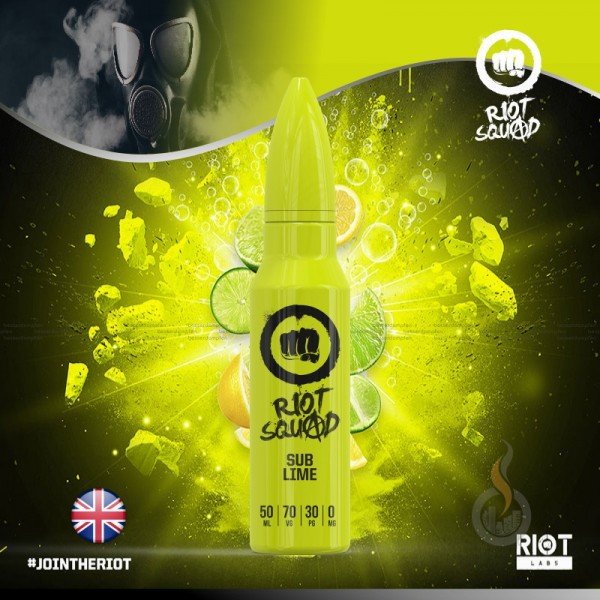 RIOT
SQUAD
RIOT
SQUAD
SUB
LIME
50 | 70 | 30 | 0
ML | VG | PG | MG
#JOINTHERIOT
RIOT
LABS